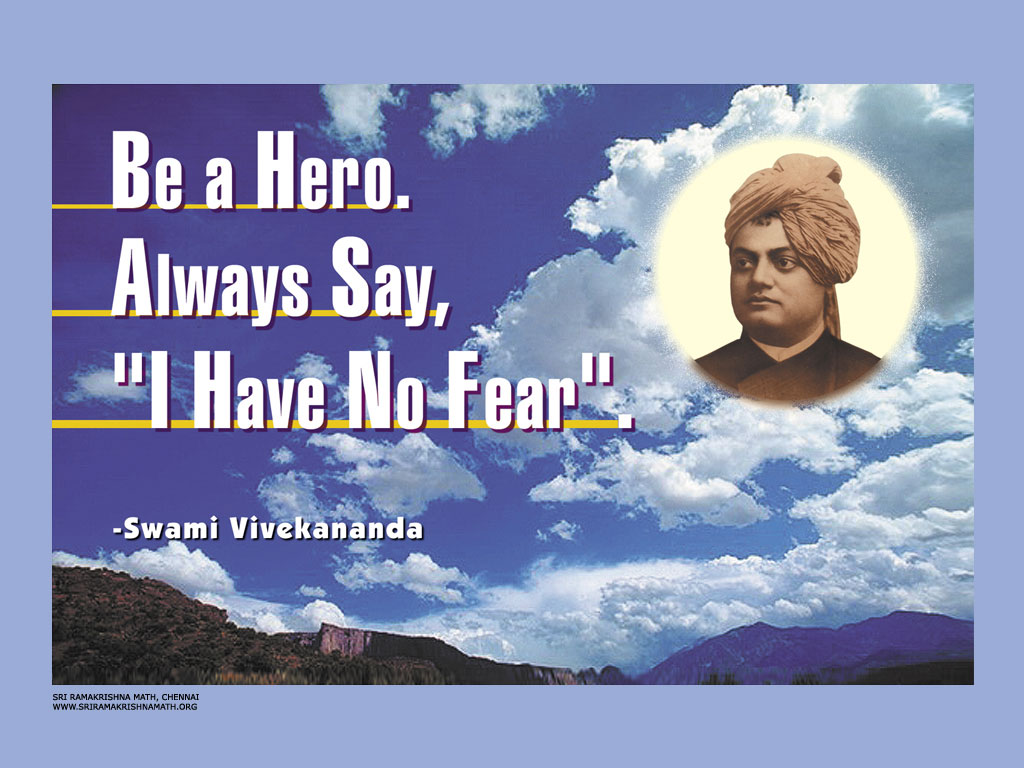 Be a Hero.
Always Say,
"I Have No Fear".
-Swami Vivekananda
SRI RAMAKRISHNA MATH, CHENNAI
WWW.SRIRAMAKRISHNAMATH.ORG